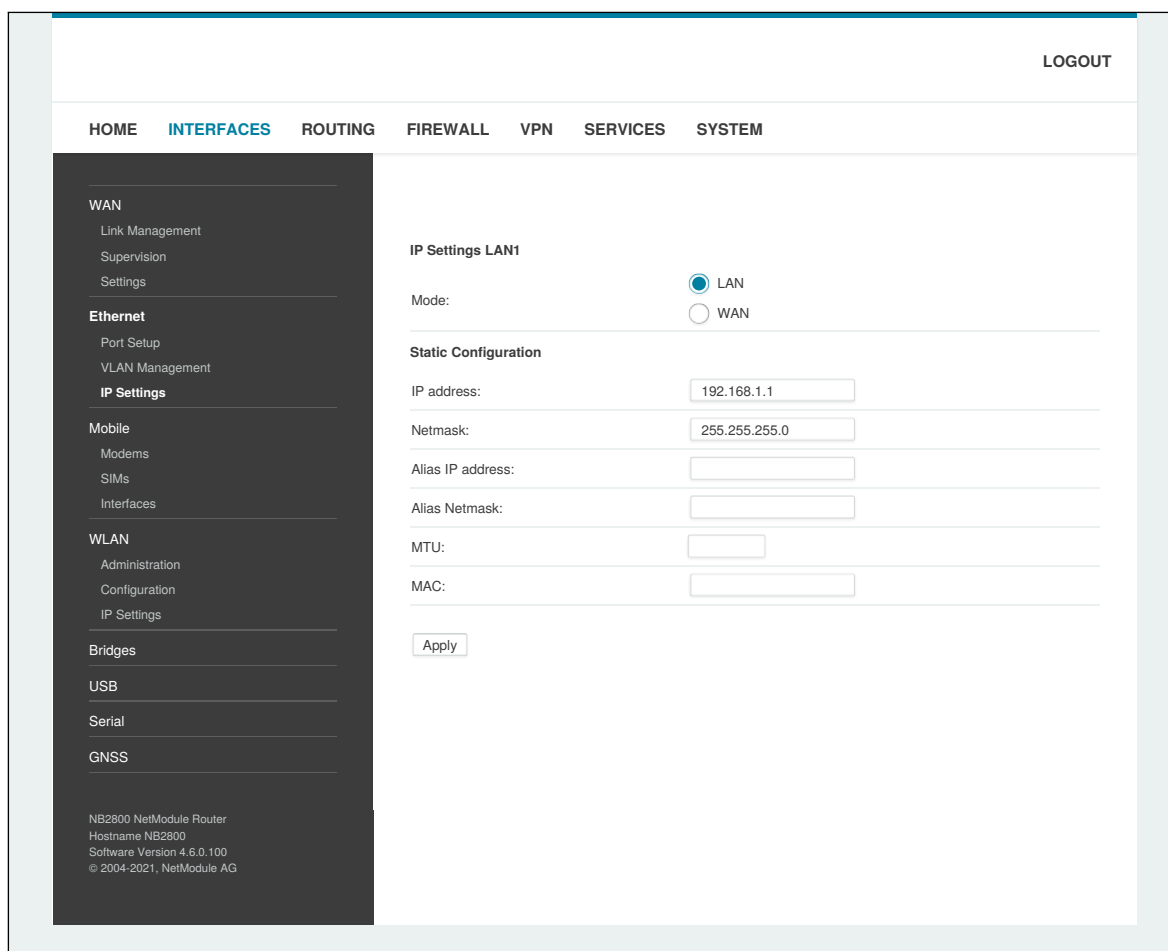 LOGOUT
HOME INTERFACES ROUTING FIREWALL VPN SERVICES SYSTEM
WAN
Link Management
Supervision
Settings
Ethernet
Port Setup
VLAN Management
IP Settings
Mobile
Modems
SIMs
Interfaces
WLAN
Administration
Configuration
IP Settings
Bridges
USB
Serial
GNSS
NB2800 NetModule Router
Hostname NB2800
Software Version 4.6.0.100
© 2004-2021, NetModule AG
IP Settings LAN1
Mode:
LAN
WAN
Static Configuration
IP address: 192.168.1.1
Netmask: 255.255.255.0
Alias IP address:
Alias Netmask:
MTU:
MAC:
Apply